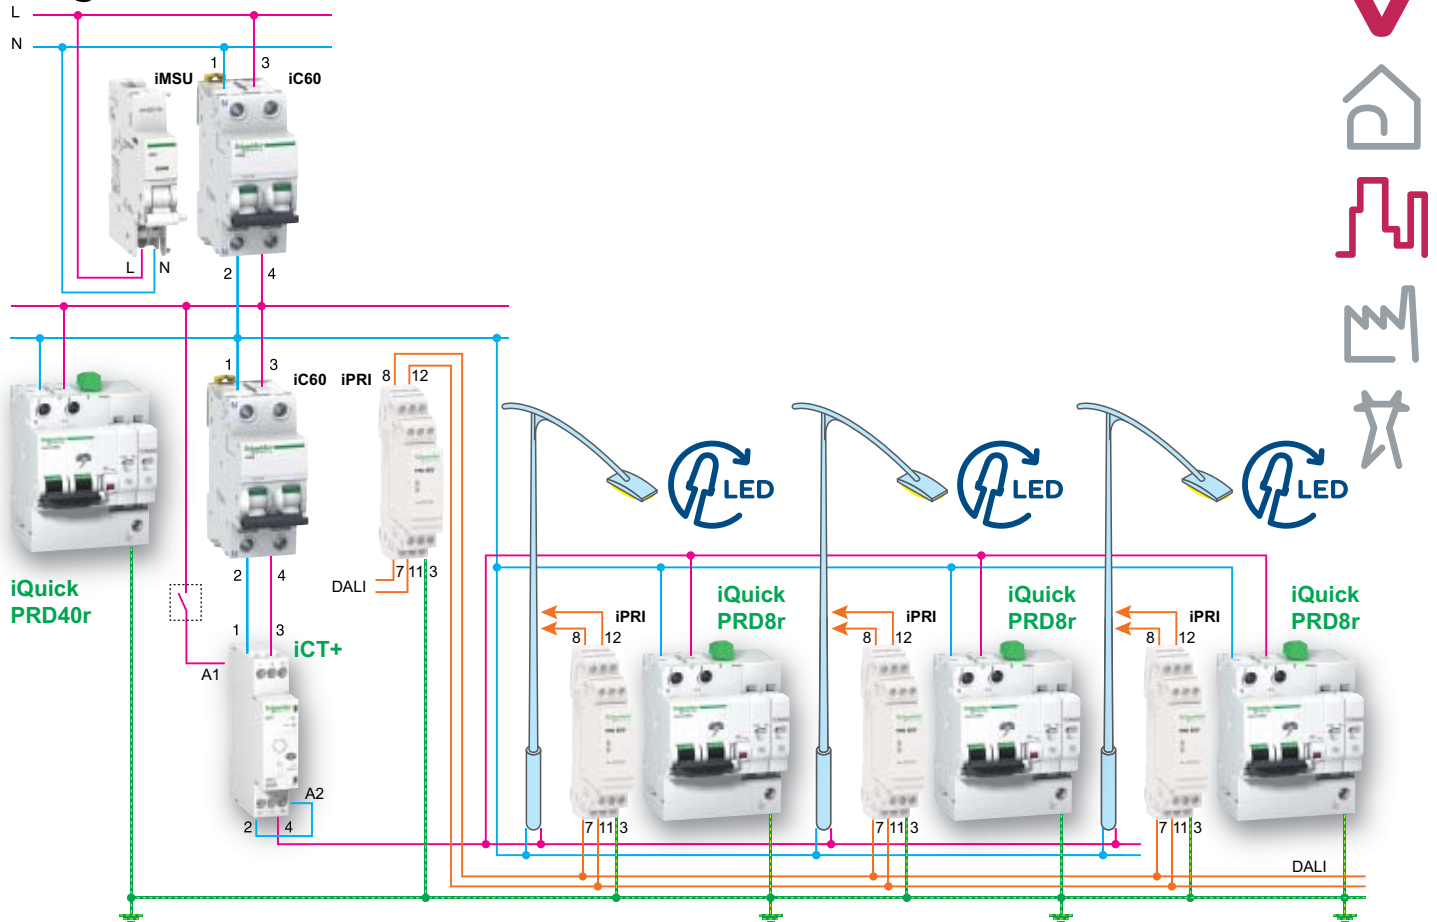 L
N
1
3
iMSU
iC60
L
N
2
4
1
3
iC60
iPRI
8
12
LED
LED
LED
2
4
DALI
7
11
3
iQuick
PRD40r
1
3
iCT+
A1
A2
2
4
iPRI
8
12
iQuick
PRD8r
iPRI
8
12
iQuick
PRD8r
iPRI
8
12
iQuick
PRD8r
7
11
3
7
11
3
7
11
3
DALI